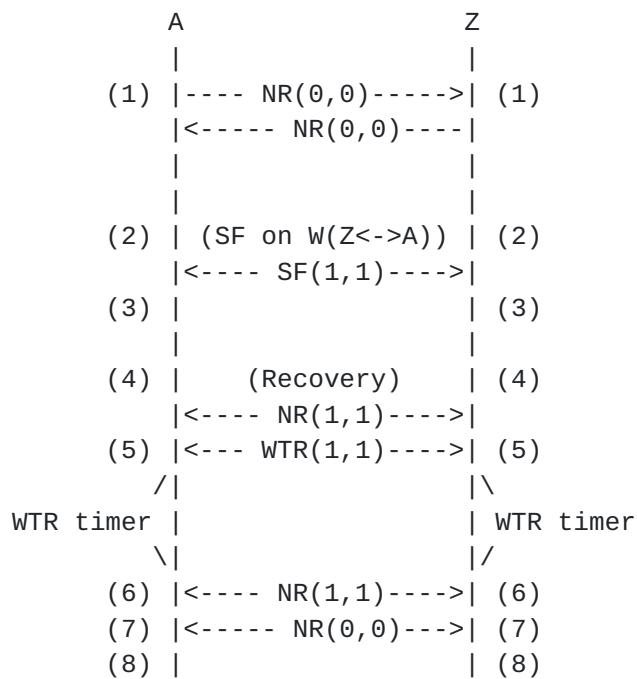 A Z
| |
(1) |---- NR(0,0)----->| (1)
|<----- NR(0,0)----|
| |
| |
(2) | (SF on W(Z<->A)) | (2)
|<---- SF(1,1)---->|
(3) | | (3)
| |
(4) | (Recovery) | (4)
|<---- NR(1,1)---->|
(5) |<--- WTR(1,1)---->| (5)
/| |\
WTR timer | | WTR timer
\| |/
(6) |<---- NR(1,1)---->| (6)
(7) |<----- NR(0,0)--->| (7)
(8) | | (8)